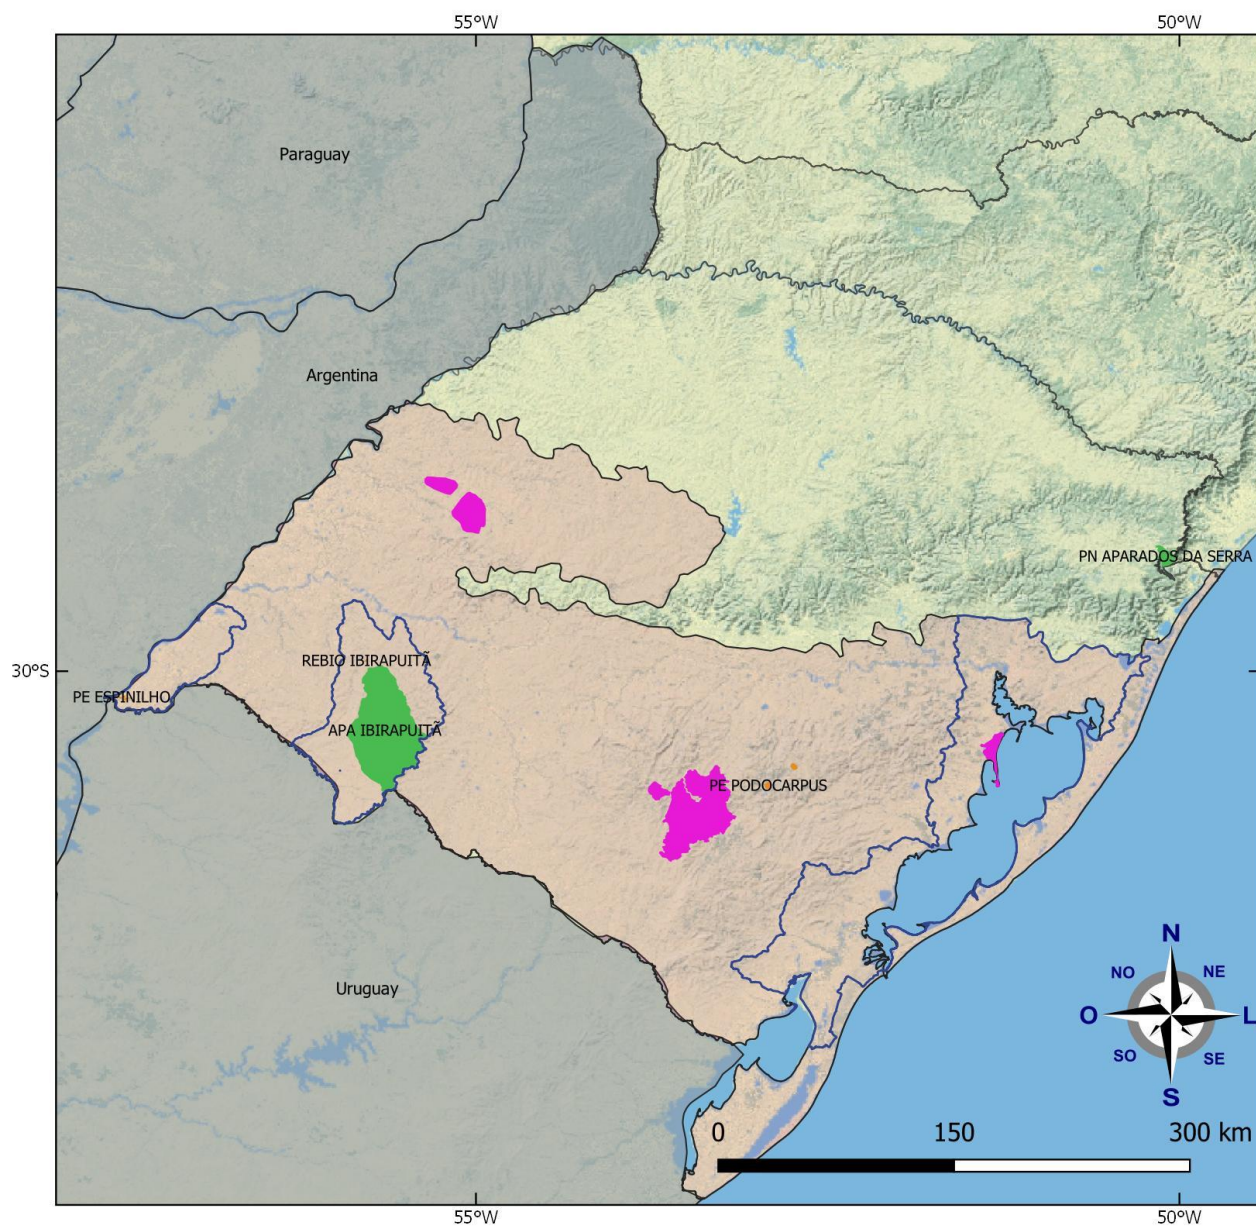 55°W
50°W
Paraguay
Argentina
PN APARADOS DA SERRA
30°S
REBIO IBIRAPUITÃ
PE ESPINILHO
APA IBIRAPUITÃ
PE PODOCARPUS
Uruguay
N
NO
NE
O
L
SO
SE
S
0
150
300 km
55°W
50°W